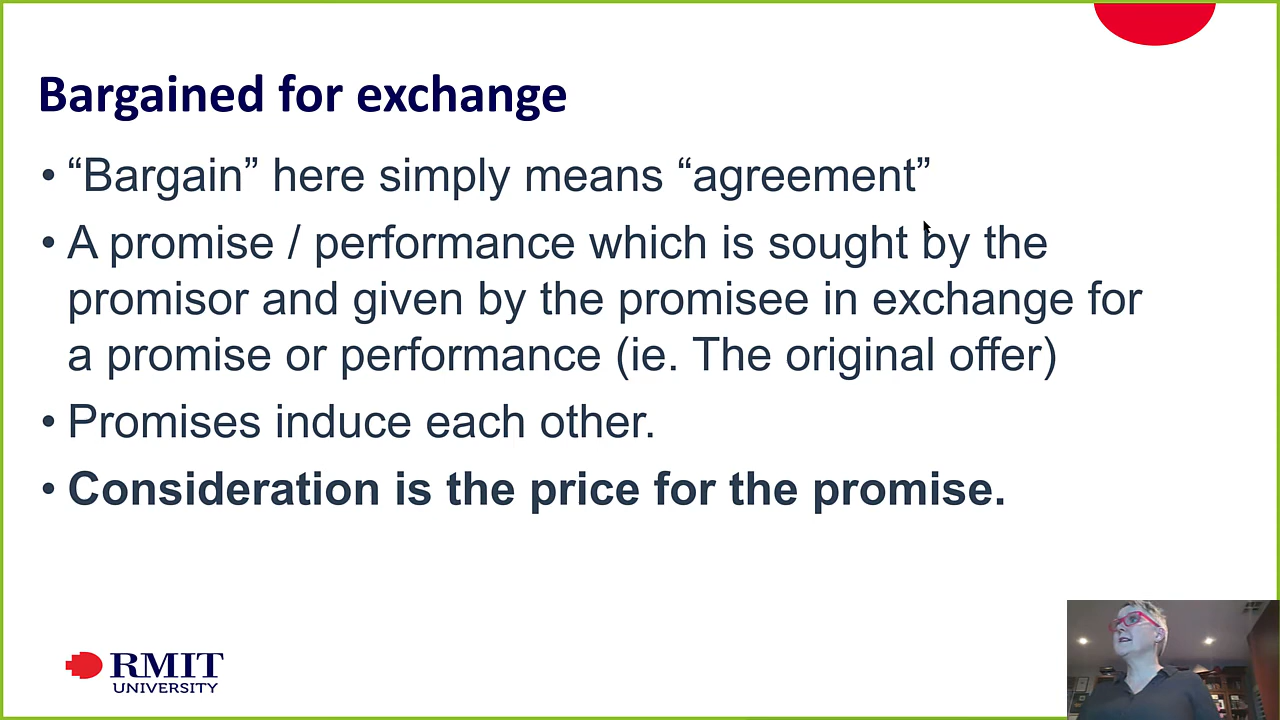 Bargained for exchange
• “Bargain” here simply means “agreement”
• A promise / performance which is sought by the
promisor and given by the promisee in exchange for
a promise or performance (ie. The original offer)
• Promises induce each other.
• Consideration is the price for the promise.
RMIT
UNIVERSITY